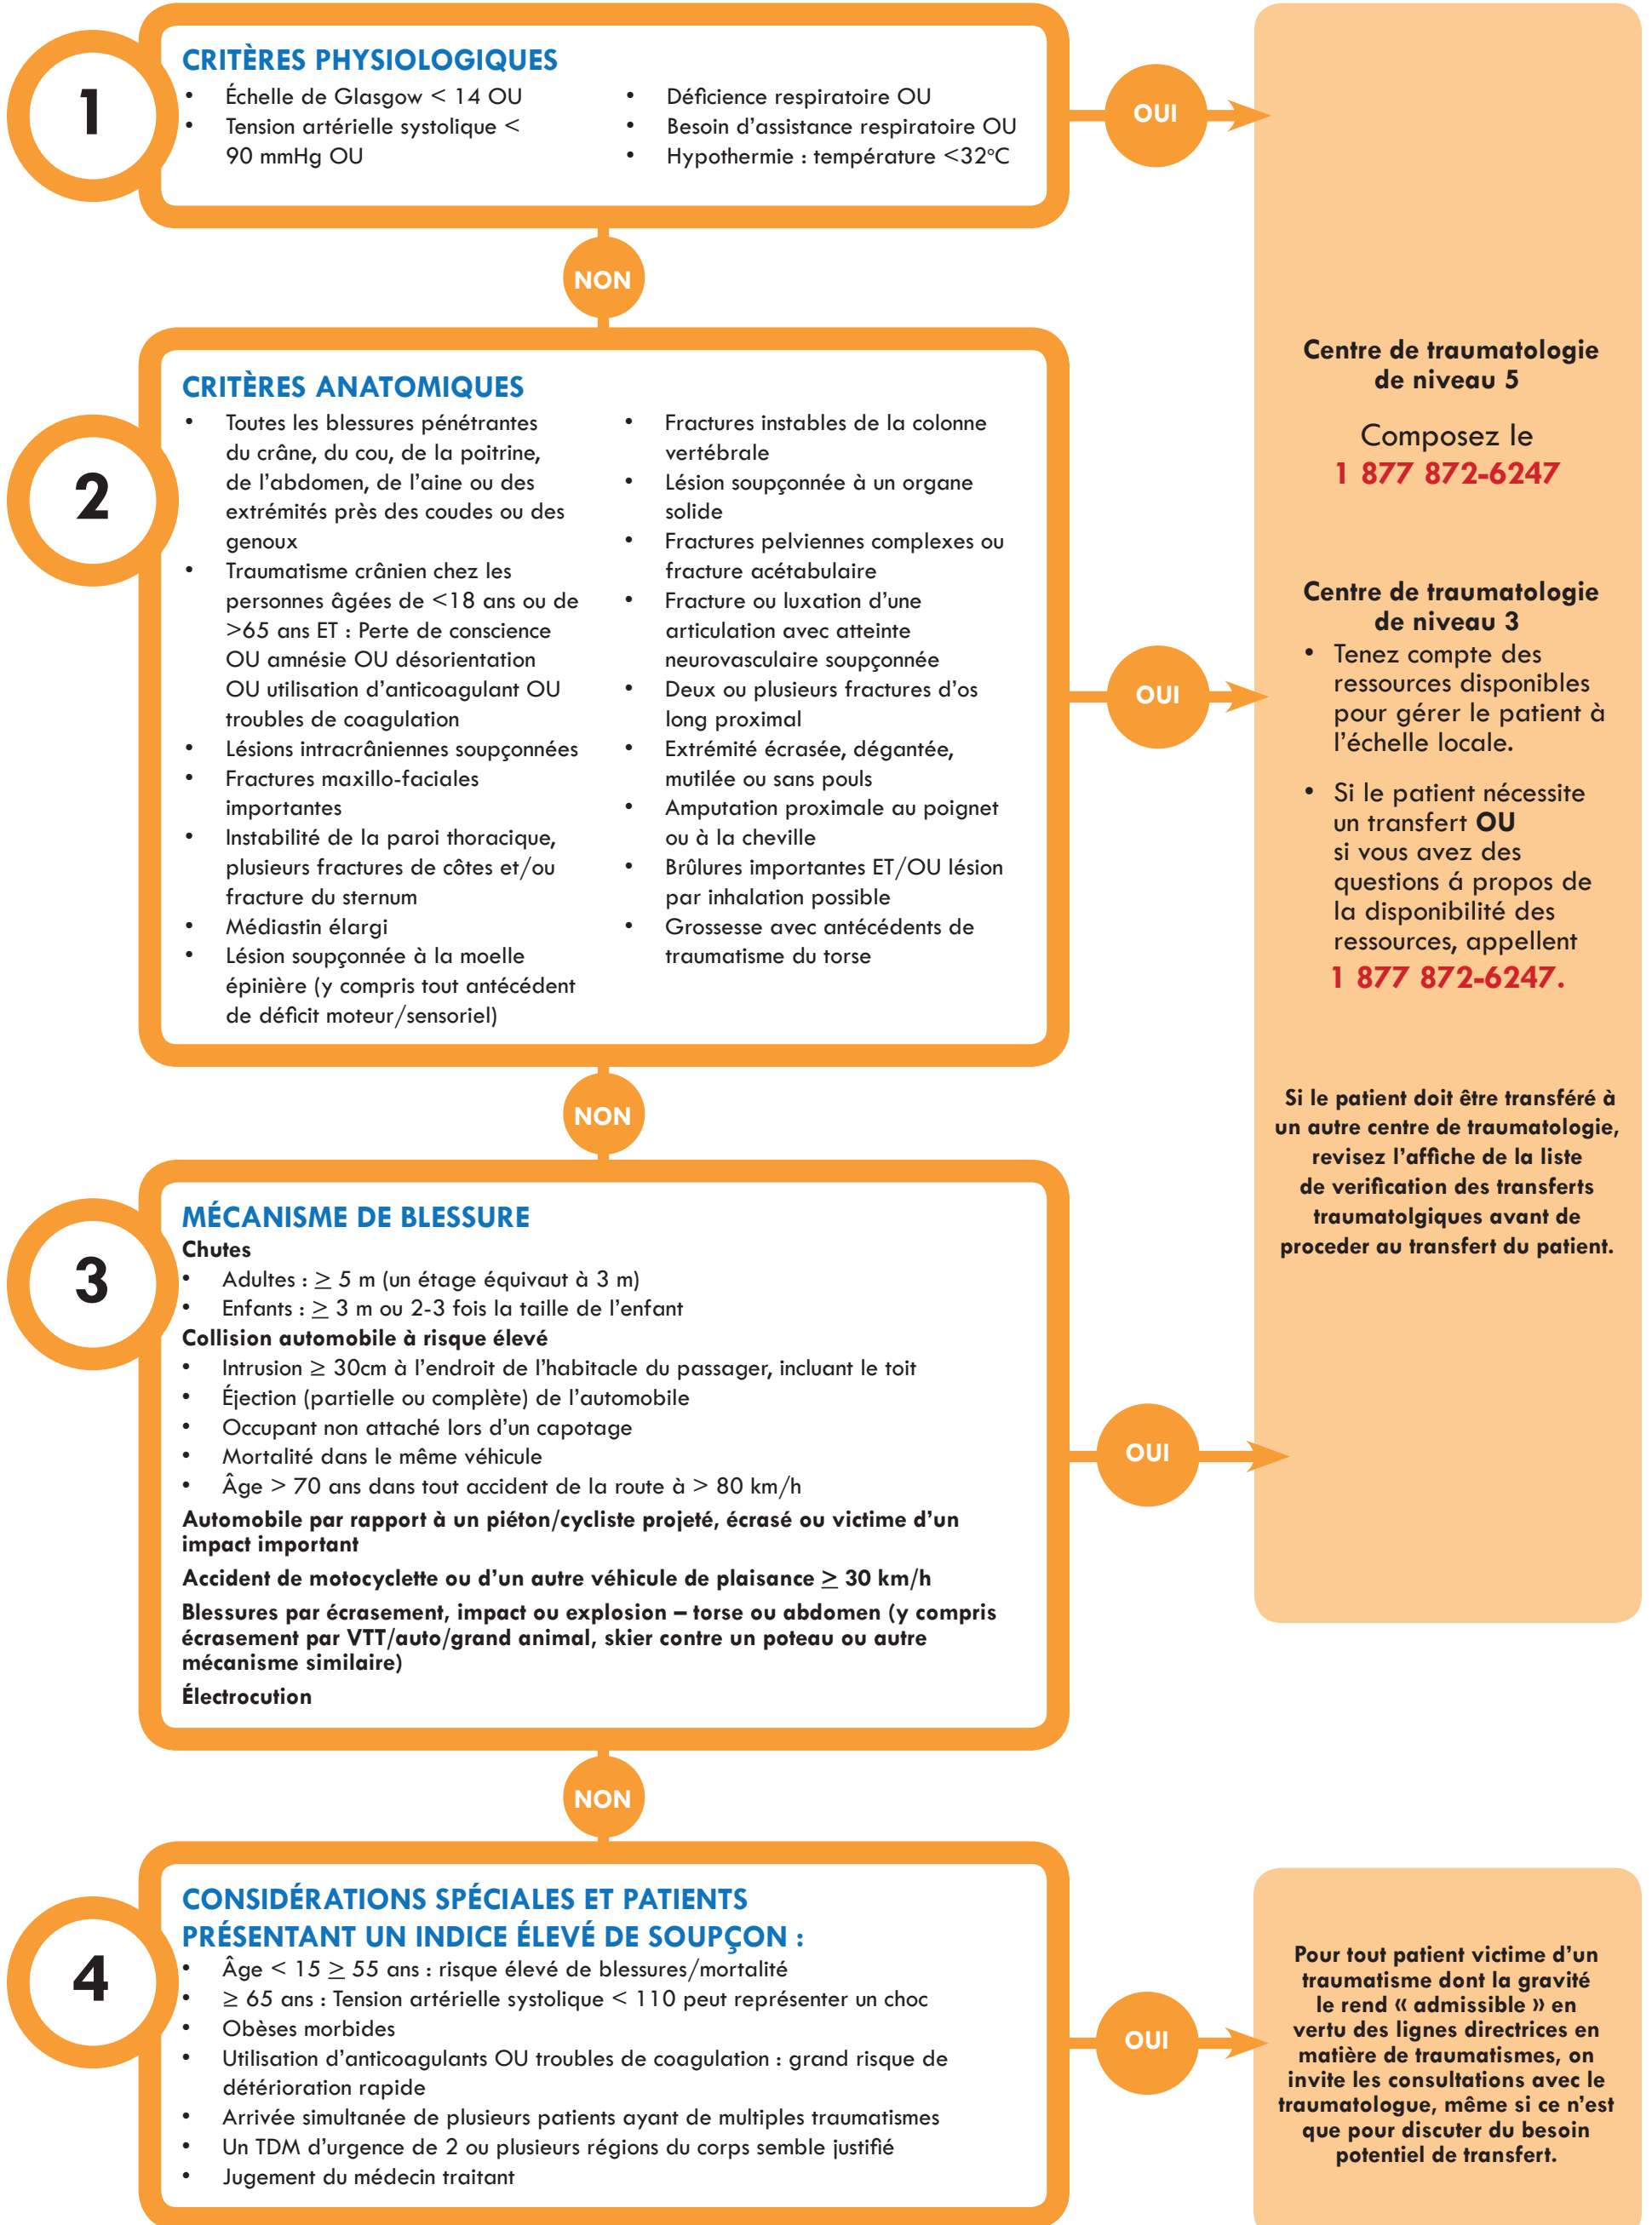 1
CRITÈRES PHYSIOLOGIQUES
• Échelle de Glasgow < 14 OU
• Tension artérielle systolique <
90 mmHg OU
• Déficience respiratoire OU
• Besoin d'assistance respiratoire OU
• Hypothermie : température <32°C
OUI
NON
2
CRITÈRES ANATOMIQUES
• Toutes les blessures pénétrantes
du crâne, du cou, de la poitrine,
de l'abdomen, de l'aine ou des
extrémités près des coudes ou des
genoux
• Traumatisme crânien chez les
personnes âgées de <18 ans ou de
>65 ans ET : Perte de conscience
OU amnésie OU désorientation
OU utilisation d'anticoagulant OU
troubles de coagulation
• Lésions intracrâniennes soupçonnées
• Fractures maxillo-faciales
importantes
• Instabilité de la paroi thoracique,
plusieurs fractures de côtes et/ou
fracture du sternum
• Médiastin élargi
• Lésion soupçonnée à la moelle
épinière (y compris tout antécédent
de déficit moteur/sensoriel)
• Fractures instables de la colonne
vertébrale
• Lésion soupçonnée à un organe
solide
• Fractures pelviennes complexes ou
fracture acétabulaire
• Fracture ou luxation d'une
articulation avec atteinte
neurovasculaire soupçonnée
• Deux ou plusieurs fractures d'os
long proximal
• Extrémité écrasée, dégantée,
mutilée ou sans pouls
• Amputation proximale au poignet
ou à la cheville
• Brûlures importantes ET/OU lésion
par inhalation possible
• Grossesse avec antécédents de
traumatisme du torse
OUI
NON
3
MÉCANISME DE BLESSURE
Chutes
• Adultes : ≥ 5 m (un étage équivaut à 3 m)
• Enfants : ≥ 3 m ou 2-3 fois la taille de l'enfant
Collision automobile à risque élevé
• Intrusion ≥ 30cm à l'endroit de l'habitacle du passager, incluant le toit
• Éjection (partielle ou complète) de l'automobile
• Occupant non attaché lors d'un capotage
• Mortalité dans le même véhicule
• Âge > 70 ans dans tout accident de la route à > 80 km/h
Automobile par rapport à un piéton/cycliste projeté, écrasé ou victime d'un
impact important
Accident de motocyclette ou d'un autre véhicule de plaisance ≥ 30 km/h
Blessures par écrasement, impact ou explosion – torse ou abdomen (y compris
écrasement par VTT/auto/grand animal, skier contre un poteau ou autre
mécanisme similaire)
Électrocution
OUI
Centre de traumatologie
de niveau 5
Composez le
1 877 872-6247
Centre de traumatologie
de niveau 3
• Tenez compte des
ressources disponibles
pour gérer le patient à
l'échelle locale.
• Si le patient nécessite
un transfert OU
si vous avez des
questions á propos de
la disponibilité des
ressources, appellent
1 877 872-6247.
Si le patient doit être transféré à
un autre centre de traumatologie,
revisez l'affiche de la liste
de verification des transferts
traumatolgiques avant de
proceder au transfert du patient.
NON
4
CONSIDÉRATIONS SPÉCIALES ET PATIENTS
PRÉSENTANT UN INDICE ÉLEVÉ DE SOUPÇON :
• Âge < 15 ≥ 55 ans : risque élevé de blessures/mortalité
• ≥ 65 ans : Tension artérielle systolique < 110 peut représenter un choc
• Obèses morbides
• Utilisation d'anticoagulants OU troubles de coagulation : grand risque de
détérioration rapide
• Arrivée simultanée de plusieurs patients ayant de multiples traumatismes
• Un TDM d'urgence de 2 ou plusieurs régions du corps semble justifié
• Jugement du médecin traitant
OUI
Pour tout patient victime d'un
traumatisme dont la gravité
le rend « admissible » en
vertu des lignes directrices en
matière de traumatismes, on
invite les consultations avec le
traumatologue, même si ce n'est
que pour discuter du besoin
potentiel de transfert.